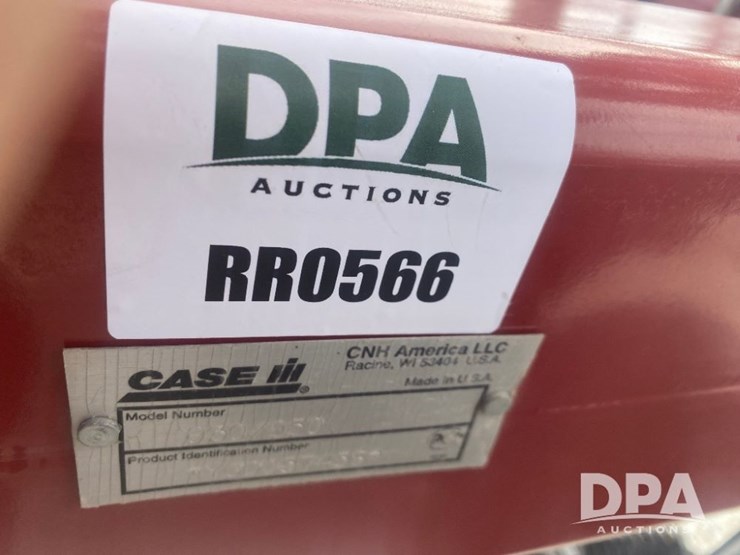 DPA
AUCTIONS
RR0566
CASE IH
CNH America LLC
Racine, WI 53404 U.S.A.
Made in U.S.A.
Model Number
Product Identification Number
DPA
AUCTIONS